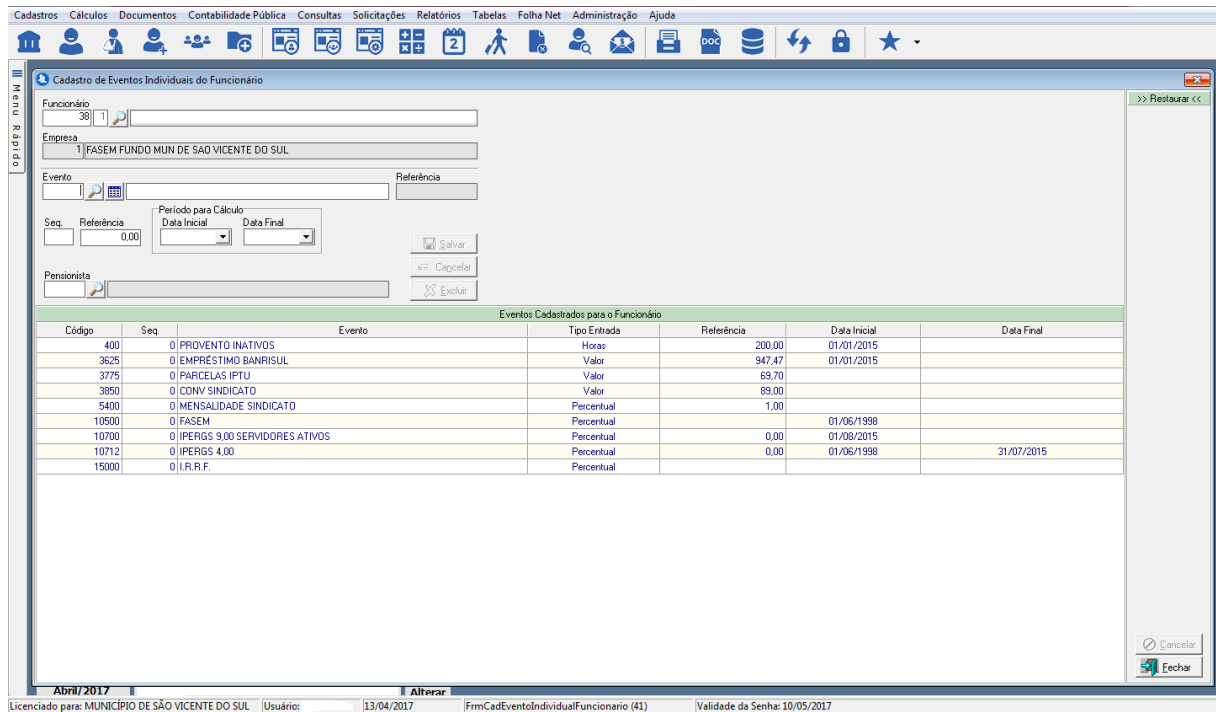 Cadastros Cálculos Documentos Contabilidade Pública Consultas Solicitações Relatórios Tabelas Folha Net Administração Ajuda
2 DOC
Menu Rápido
Cadastro de Eventos Individuais do Funcionário
>> Restaurar <<
Funcionário
38 1
Empresa
1 FASEM FUNDO MUN DE SAO VICENTE DO SUL
Evento Referência
Período para Cálculo
Seq. Referência Data Inicial Data Final
0,00
Salvar
Cancelar
Pensionista
Excluir
Eventos Cadastrados para o Funcionário
Código Seq. Evento Tipo Entrada Referência Data Inicial Data Final
400 0 PROVENTO INATIVOS Horas 200,00 01/01/2015
3625 0 EMPRÉSTIMO BANRISUL Valor 947,47 01/01/2015
3775 0 PARCELAS IPTU Valor 69,70
3850 0 CONV SINDICATO Valor 89,00
5400 0 MENSALIDADE SINDICATO Percentual 1,00
10500 0 FASEM Percentual 01/06/1998
10700 0 IPERGS 9,00 SERVIDORES ATIVOS Percentual 0,00 01/08/2015
10712 0 IPERGS 4,00 Percentual 0,00 01/06/1998 31/07/2015
15000 0 I.R.R.F. Percentual
Cancelar
Fechar
Abril/2017 Alterar
Licenciado para: MUNICÍPIO DE SÃO VICENTE DO SUL Usuário: 13/04/2017 FrmCadEventoIndividualFuncionario (41) Validade da Senha: 10/05/2017